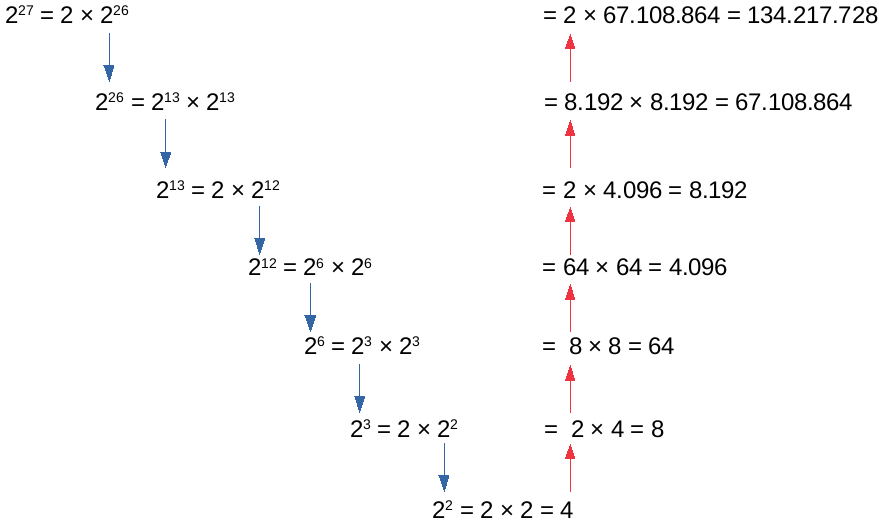 2²⁷ = 2 × 2²⁶ = 2 × 67.108.864 = 134.217.728
2²⁶ = 2¹³ × 2¹³ = 8.192 × 8.192 = 67.108.864
2¹³ = 2 × 2¹² = 2 × 4.096 = 8.192
2¹² = 2⁶ × 2⁶ = 64 × 64 = 4.096
2⁶ = 2³ × 2³ = 8 × 8 = 64
2³ = 2 × 2² = 2 × 4 = 8
2² = 2 × 2 = 4